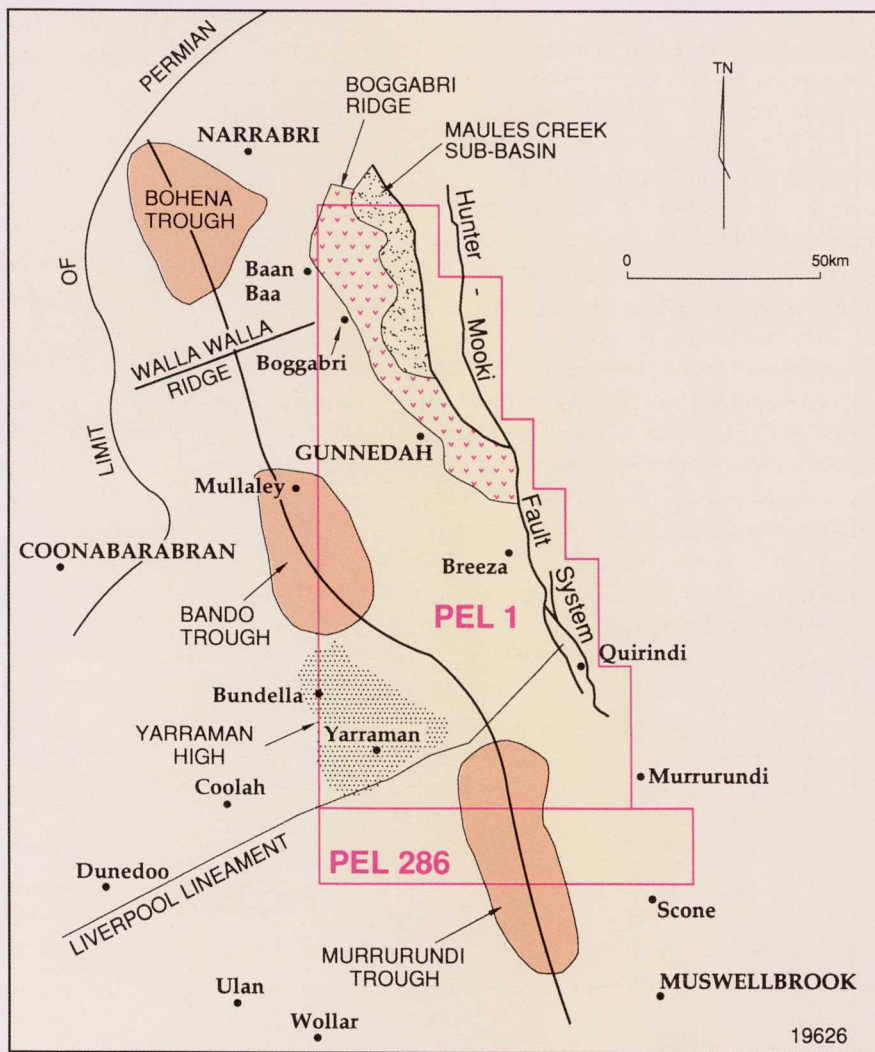 PERMIAN
BOGGABRI
RIDGE
TN
NARRABRI
MAULES CREEK
SUB-BASIN
BOHENA
TROUGH
Hunter
-
Mooki
Fault
System
OF
0 50km
Baan
Baa
WALLA WALLA
RIDGE
Boggabri
LIMIT
GUNNEDAH
Mullaley
COONABARABRAN
Breeza
BANDO
TROUGH
PEL 1
Quirindi
Bundella
YARRAMAN
HIGH
Yarraman
Murrurundi
Coolah
PEL 286
Dunedoo
LIVERPOOL LINEAMENT
Scone
MURRURUNDI
TROUGH
Ulan
MUSWELLBROOK
Wollar
19626